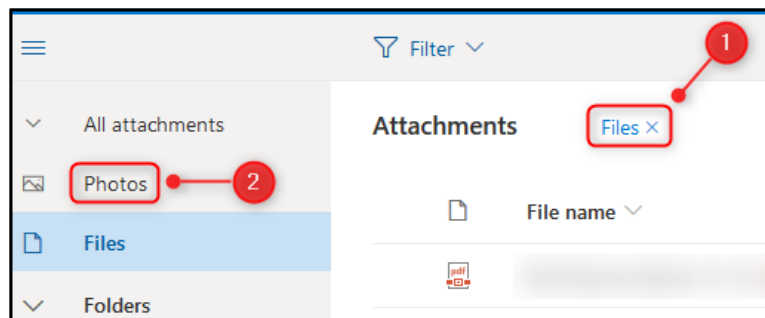 Filter
1
All attachments
Attachments
Files ×
Photos
2
File name
Files
pdf
Folders